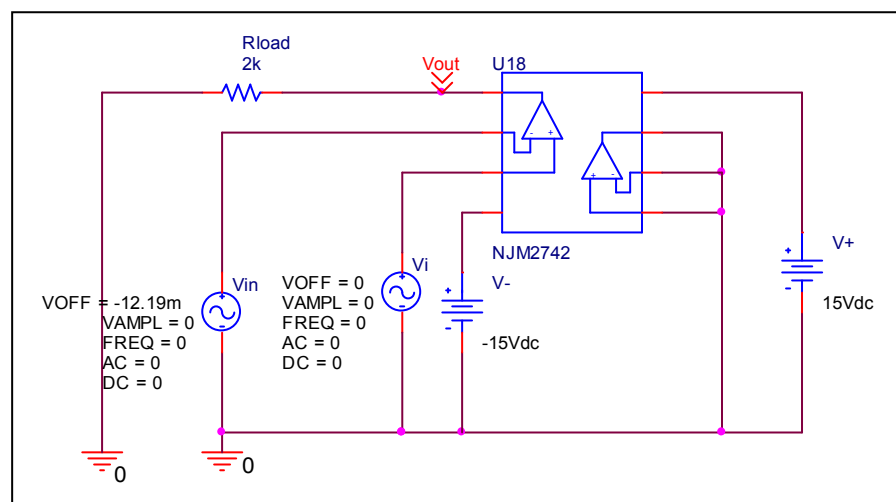 Rload
2k
Vout
U18
- +
+ -
NJM2742
V+
15Vdc
V-
-15Vdc
Vin
VOFF = -12.19m
VAMPL = 0
FREQ = 0
AC = 0
DC = 0
Vi
VOFF = 0
VAMPL = 0
FREQ = 0
AC = 0
DC = 0
0
0